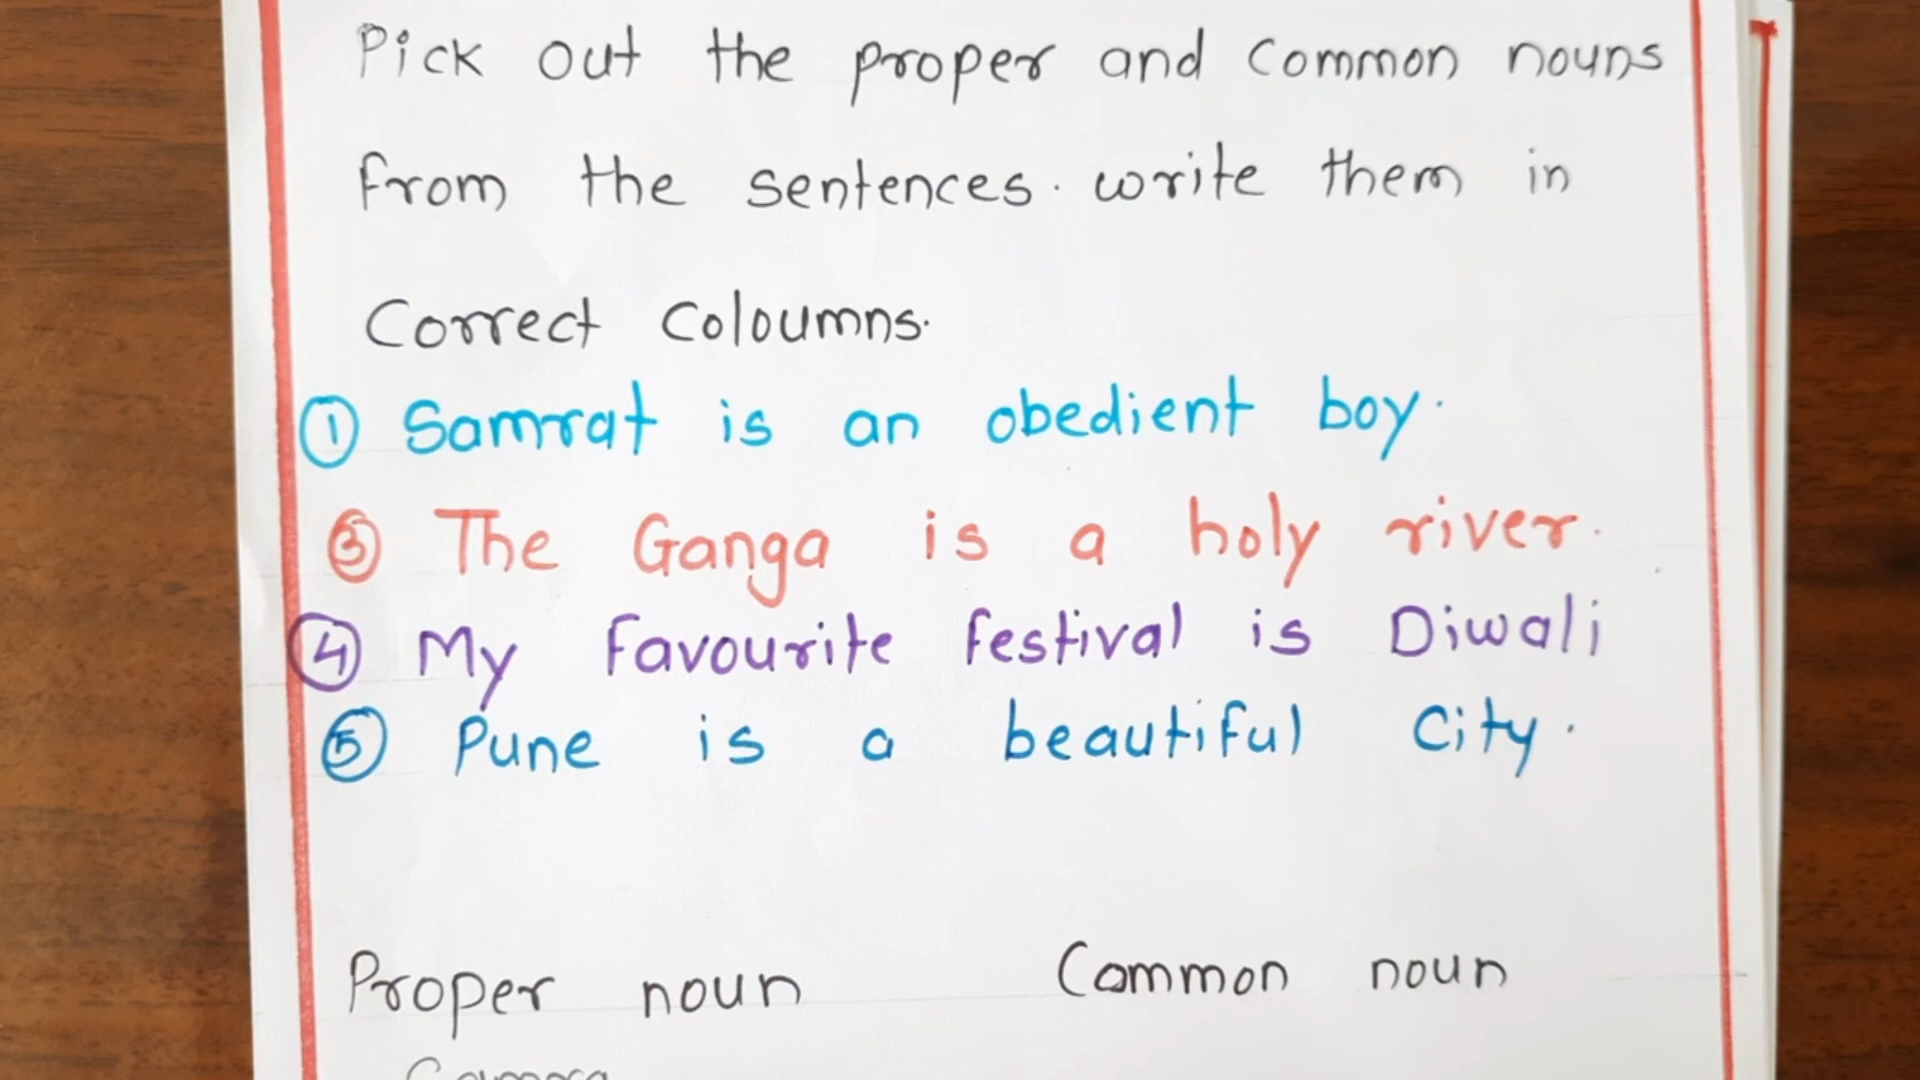 Pick out the proper and common nouns
from the sentences. write them in
Correct Coloumns.
① Samrat is an obedient boy.
③ The Ganga is a holy river.
④ My favourite festival is Diwali
⑤ Pune is a beautiful City.
Proper noun Common noun